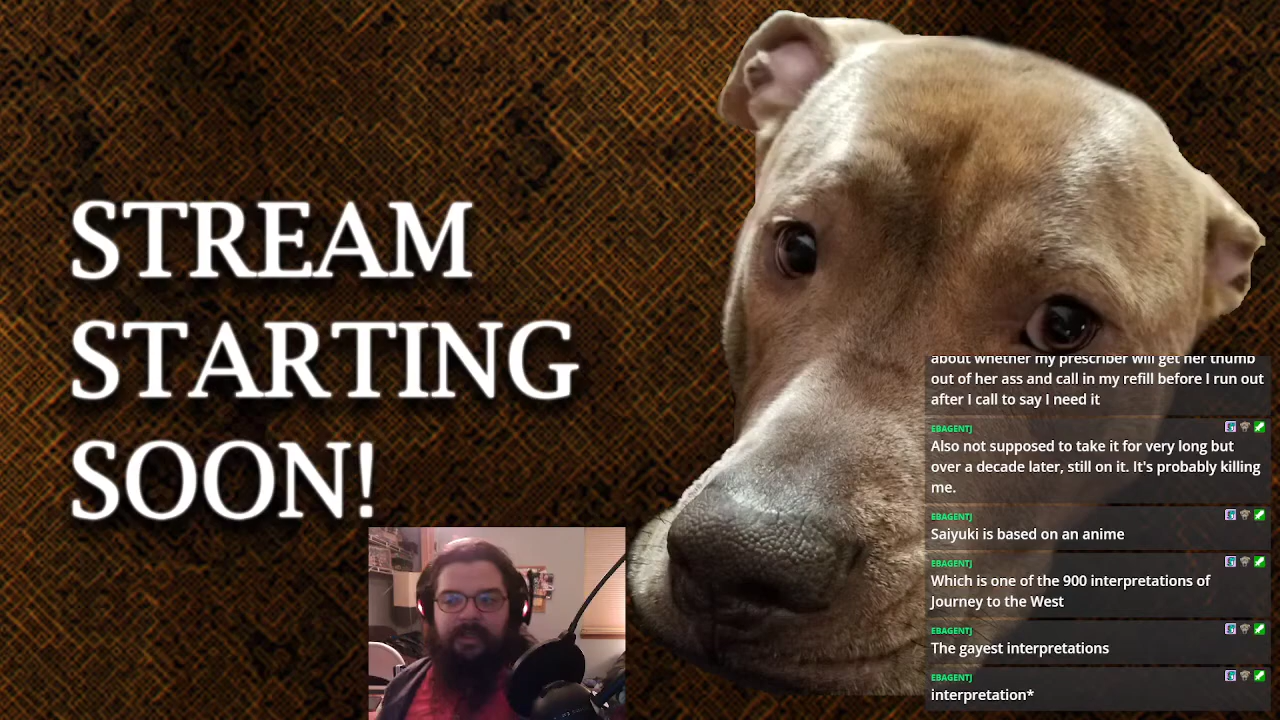 STREAM
STARTING
SOON!
about whether my prescriber will get her thumb
out of her ass and call in my refill before I run out
after I call to say I need it
EBAGENTJ
Also not supposed to take it for very long but
over a decade later, still on it. It's probably killing
me.
EBAGENTJ
Saiyuki is based on an anime
EBAGENTJ
Which is one of the 900 interpretations of
Journey to the West
EBAGENTJ
The gayest interpretations
EBAGENTJ
interpretation*